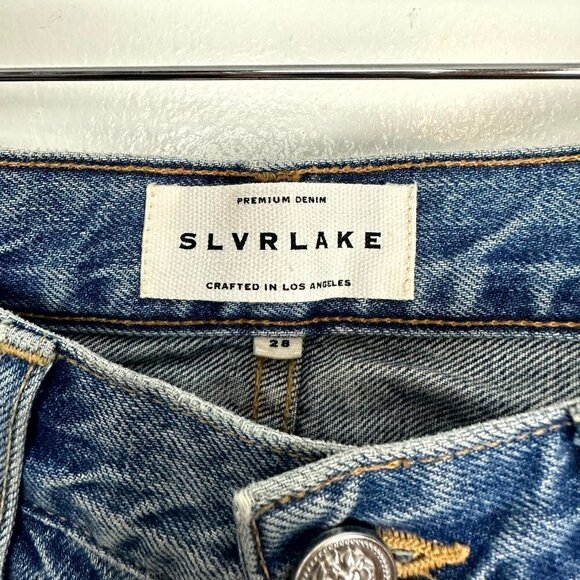 PREMIUM DENIM
SLVRLAKE
CRAFTED IN LOS ANGELES
28